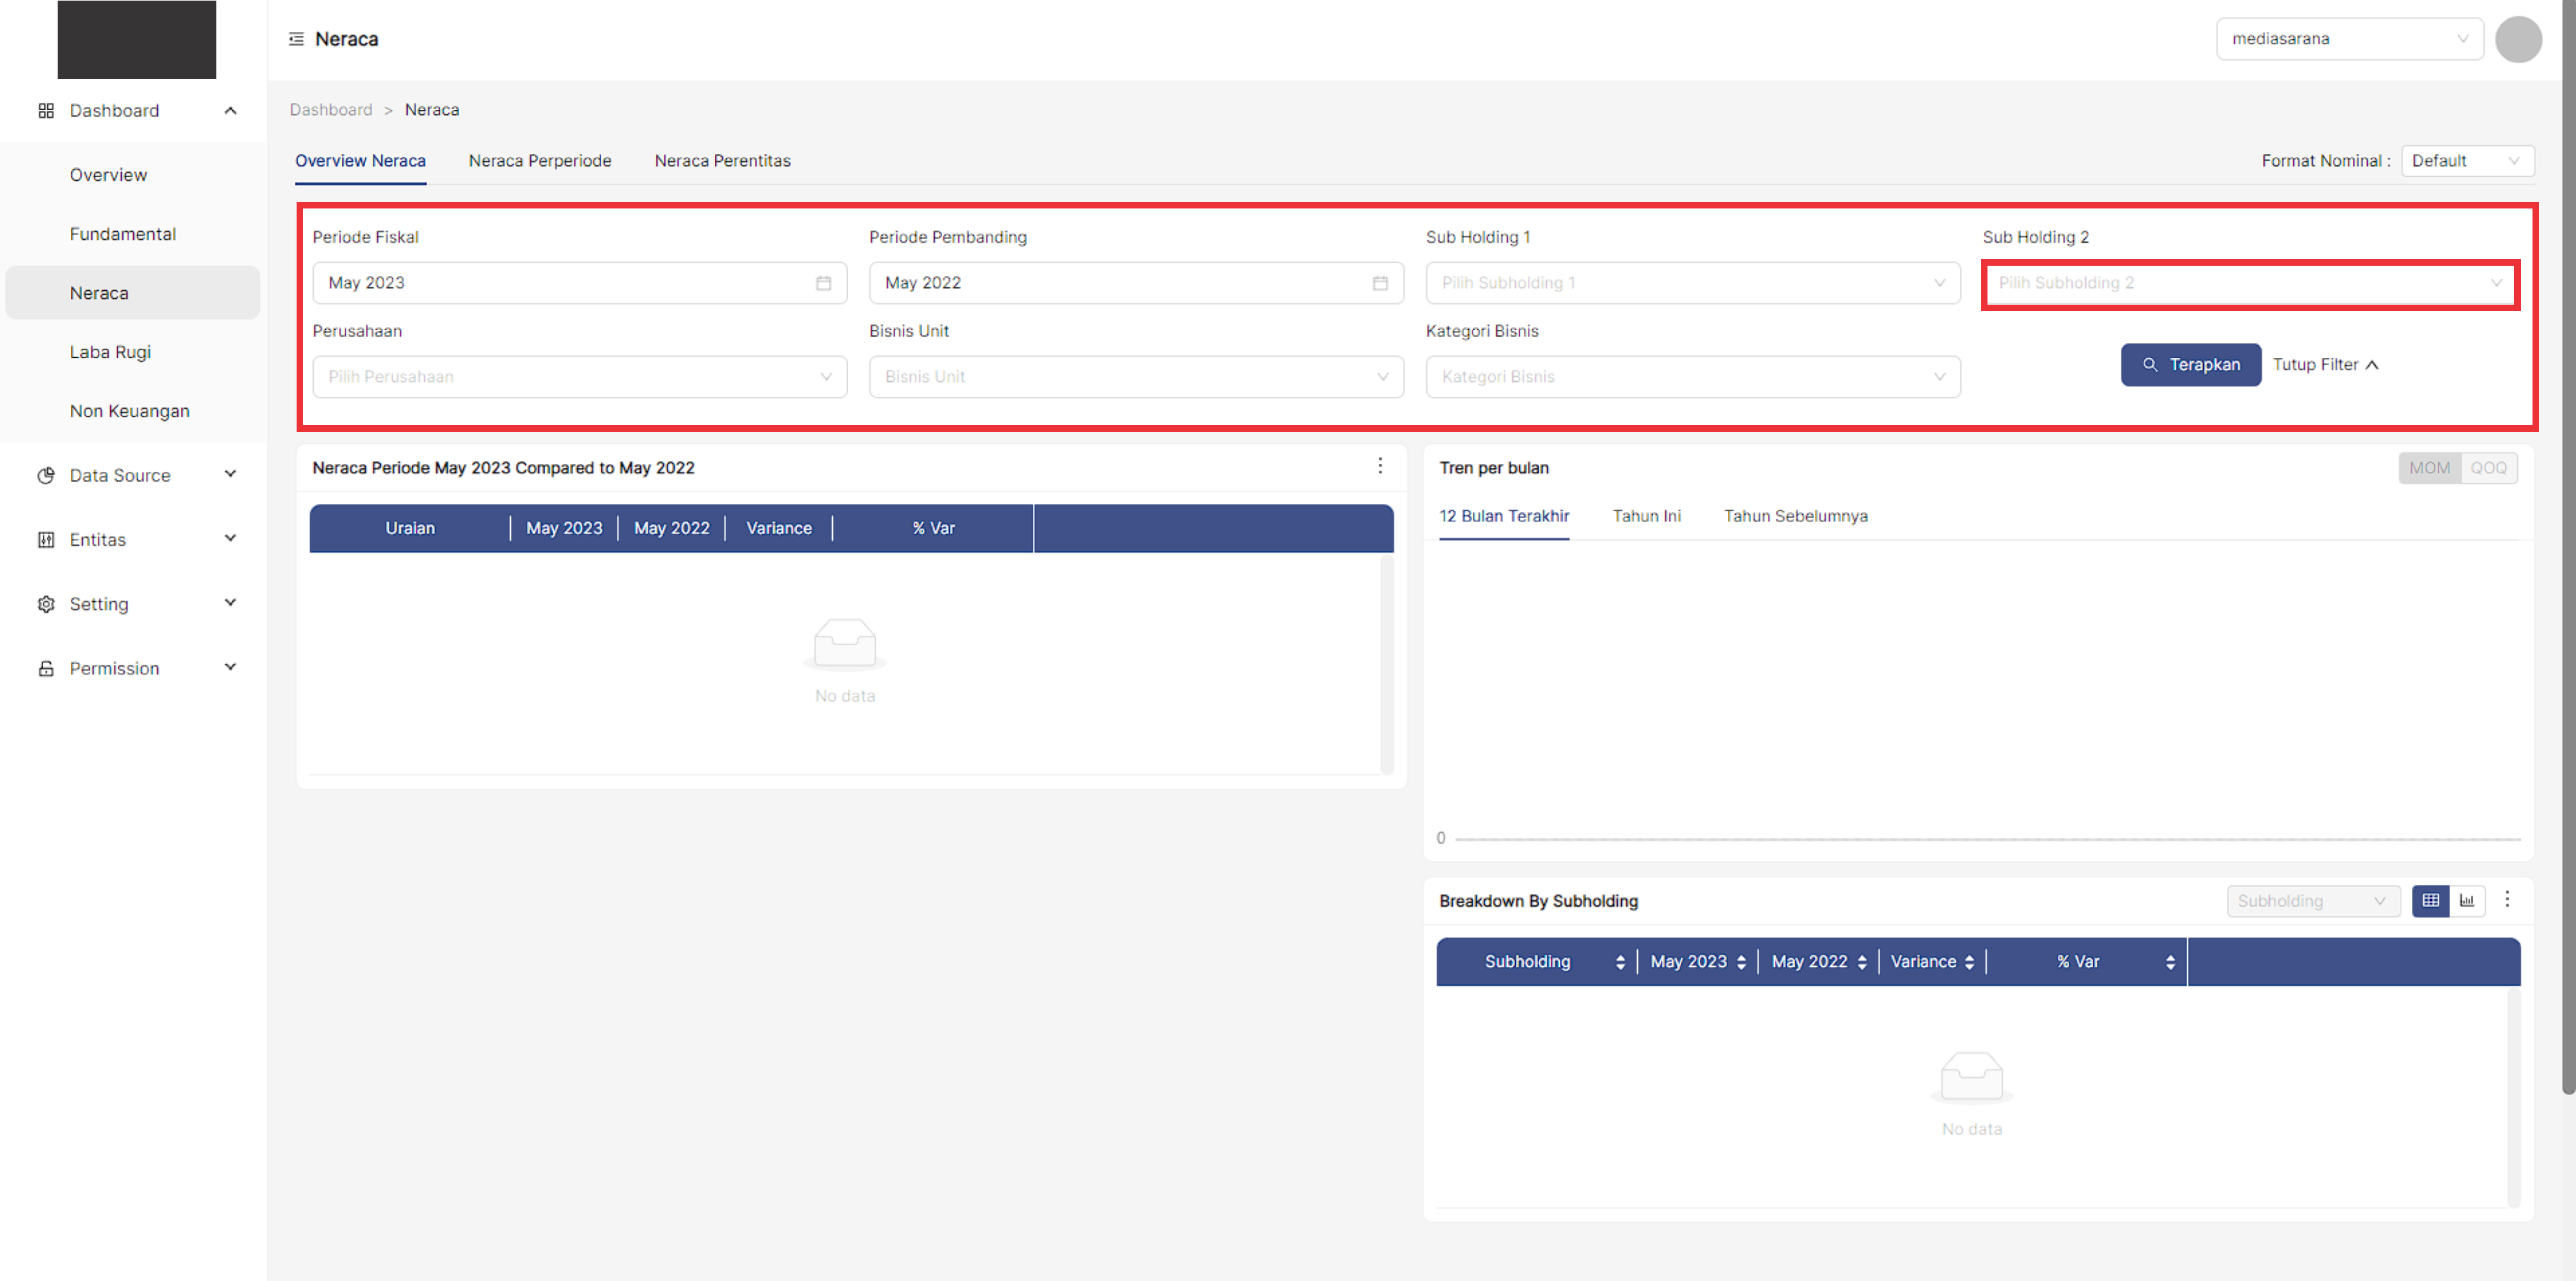 Neraca
mediasarana
Dashboard
Overview
Fundamental
Neraca
Laba Rugi
Non Keuangan
Data Source
Entitas
Setting
Permission
Dashboard > Neraca
Overview Neraca Neraca Perperiode Neraca Perentitas
Format Nominal : Default
Periode Fiskal Periode Pembanding Sub Holding 1 Sub Holding 2
May 2023 May 2022 Pilih Subholding 1 Pilih Subholding 2
Perusahaan Bisnis Unit Kategori Bisnis
Pilih Perusahaan Bisnis Unit Kategori Bisnis
Terapkan Tutup Filter
Neraca Periode May 2023 Compared to May 2022
Uraian May 2023 May 2022 Variance % Var
No data
Tren per bulan
MOM QOQ
12 Bulan Terakhir Tahun Ini Tahun Sebelumnya
0
Breakdown By Subholding
Subholding
Subholding May 2023 May 2022 Variance % Var
No data